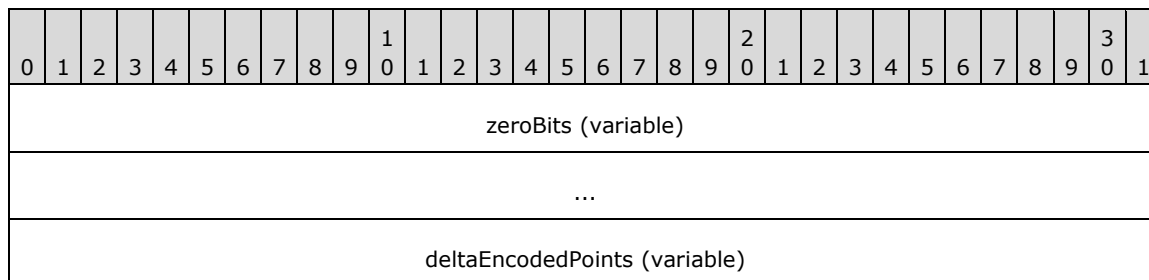 1 2 3
0 1 2 3 4 5 6 7 8 9 0 1 2 3 4 5 6 7 8 9 0 1 2 3 4 5 6 7 8 9 0 1
zeroBits (variable)
...
deltaEncodedPoints (variable)